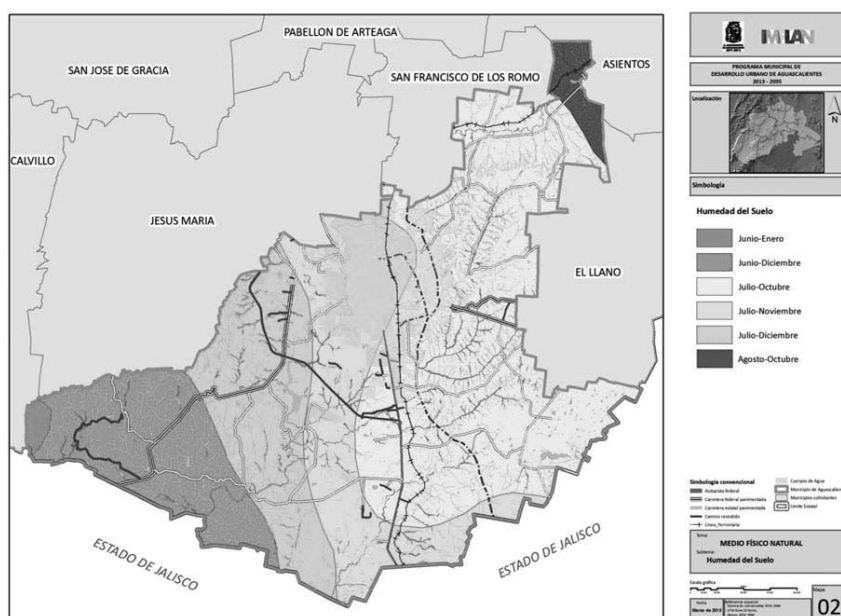 PABELLON DE ARTEAGA
SAN JOSE DE GRACIA
SAN FRANCISCO DE LOS ROMO
ASIENTOS
CALVILLO
JESUS MARIA
EL LLANO
ESTADO DE JALISCO
ESTADO DE JALISCO
IMPLAN
PROGRAMA MUNICIPAL DE
DESARROLLO URBANO DE AGUASCALIENTES
2013 - 2035
Localización
N
Simbología
Humedad del Suelo
Junio-Enero
Junio-Diciembre
Julio-Octubre
Julio-Noviembre
Julio-Diciembre
Agosto-Octubre
Simbología convencional
Autopista federal
Carretera federal pavimentada
Carretera estatal pavimentada
Camino revestido
Linea_Ferroviaria
Cuerpos de Agua
Municipio de Aguascalien
Municipios colindantes
Límite Estatal
Tema:
MEDIO FÍSICO NATURAL
Subtema:
Humedad del Suelo
Escala gráfica
Fecha
Marzo de 2013
Mapa
02